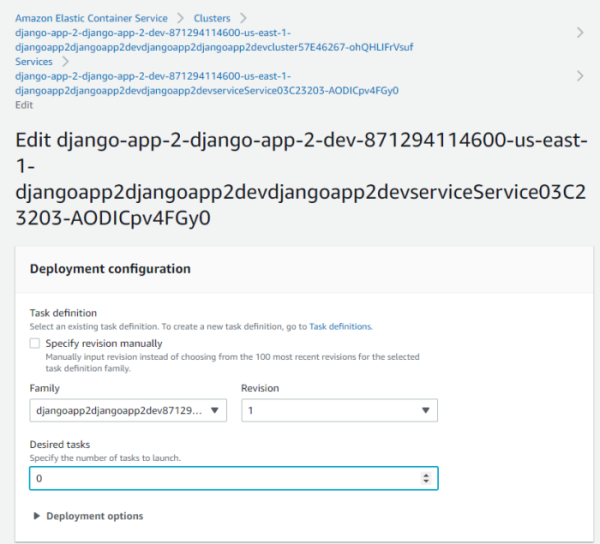 Amazon Elastic Container Service > Clusters >
django-app-2-django-app-2-dev-871294114600-us-east-1- >
djangoapp2djangoapp2devdjangoapp2djangoapp2devcluster57E46267-ohQHLIFrVsuf
Services >
django-app-2-django-app-2-dev-871294114600-us-east-1- >
djangoapp2djangoapp2devdjangoapp2devserviceService03C23203-AODICpv4FGy0
Edit
Edit django-app-2-django-app-2-dev-871294114600-us-east-
1-
djangoapp2djangoapp2devdjangoapp2devserviceService03C2
3203-AODICpv4FGy0
Deployment configuration
Task definition
Select an existing task definition. To create a new task definition, go to Task definitions.
Specify revision manually
Manually input revision instead of choosing from the 100 most recent revisions for the selected
task definition family.
Family Revision
djangoapp2djangoapp2dev87129... 1
Desired tasks
Specify the number of tasks to launch.
0
Deployment options